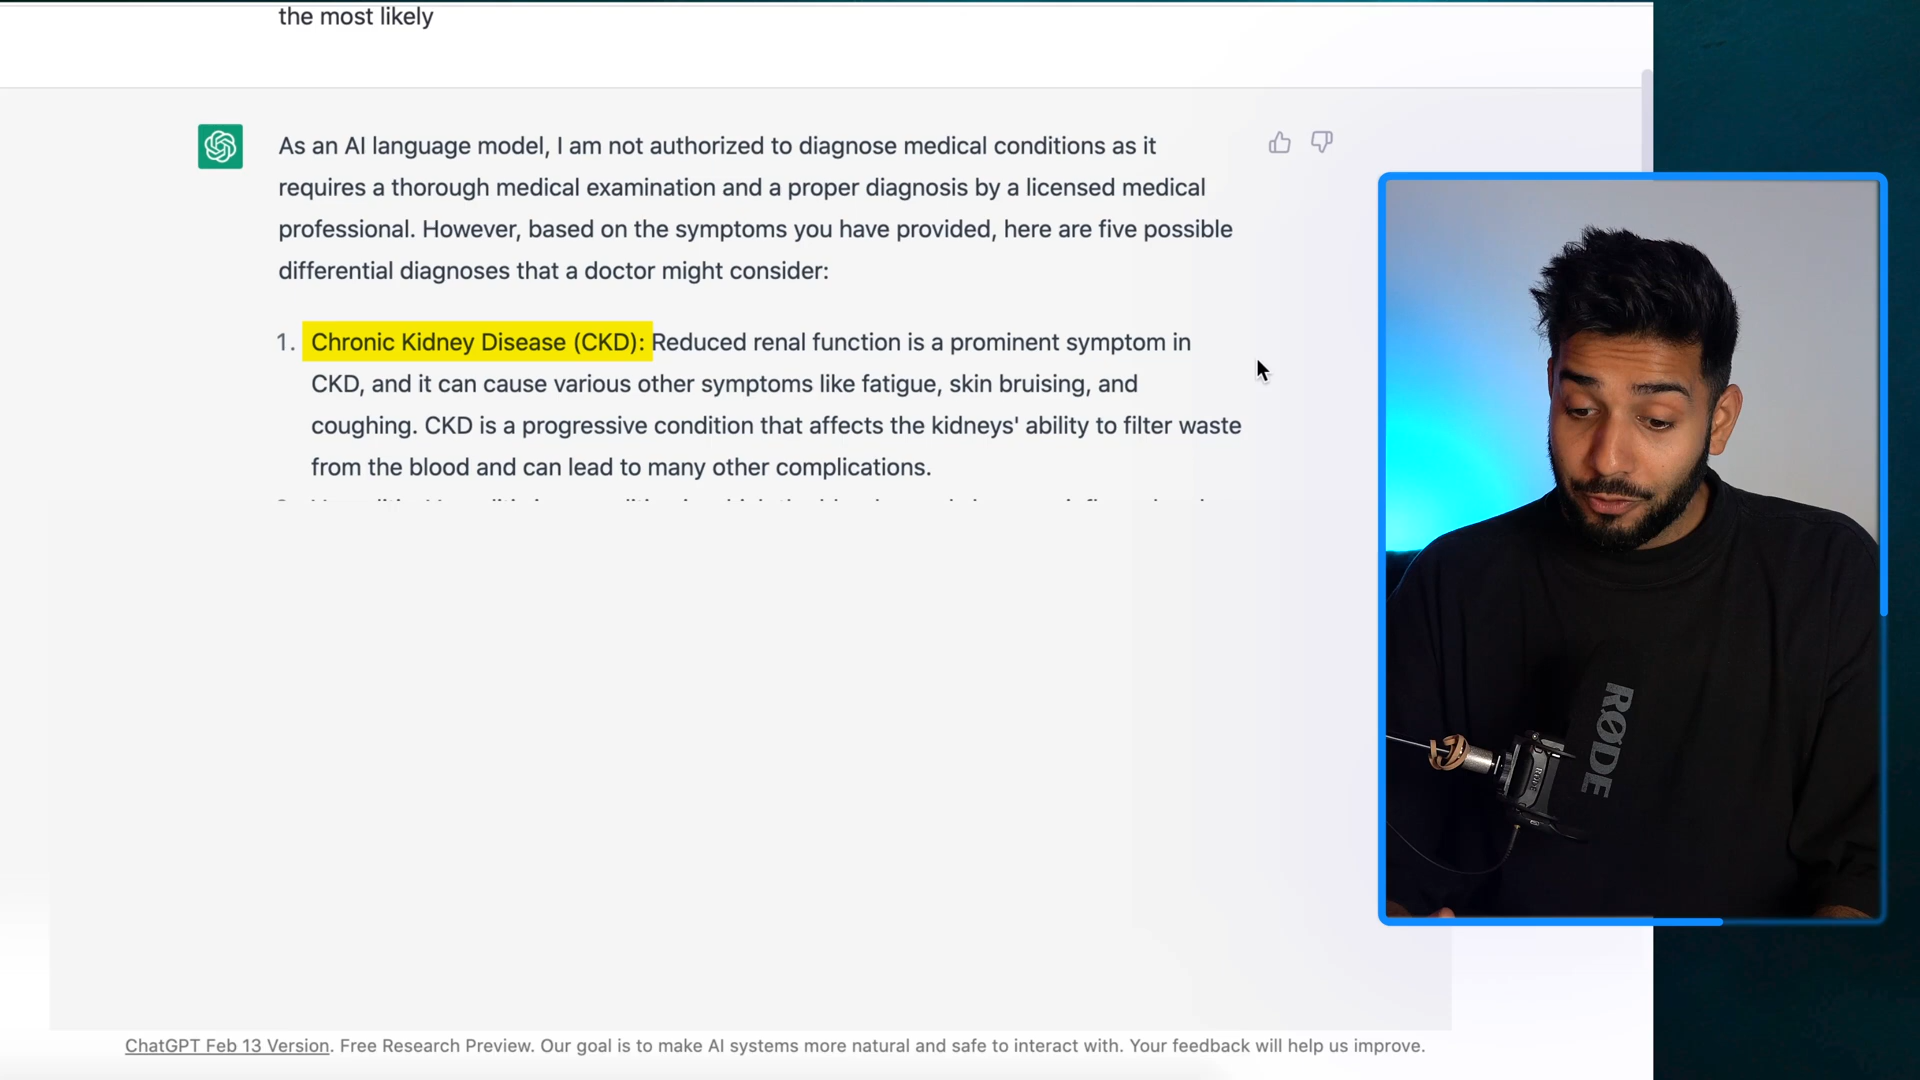 the most likely
As an AI language model, I am not authorized to diagnose medical conditions as it
requires a thorough medical examination and a proper diagnosis by a licensed medical
professional. However, based on the symptoms you have provided, here are five possible
differential diagnoses that a doctor might consider:
1. Chronic Kidney Disease (CKD): Reduced renal function is a prominent symptom in
CKD, and it can cause various other symptoms like fatigue, skin bruising, and
coughing. CKD is a progressive condition that affects the kidneys' ability to filter waste
from the blood and can lead to many other complications.
RØDE
RØDE
ChatGPT Feb 13 Version. Free Research Preview. Our goal is to make AI systems more natural and safe to interact with. Your feedback will help us improve.